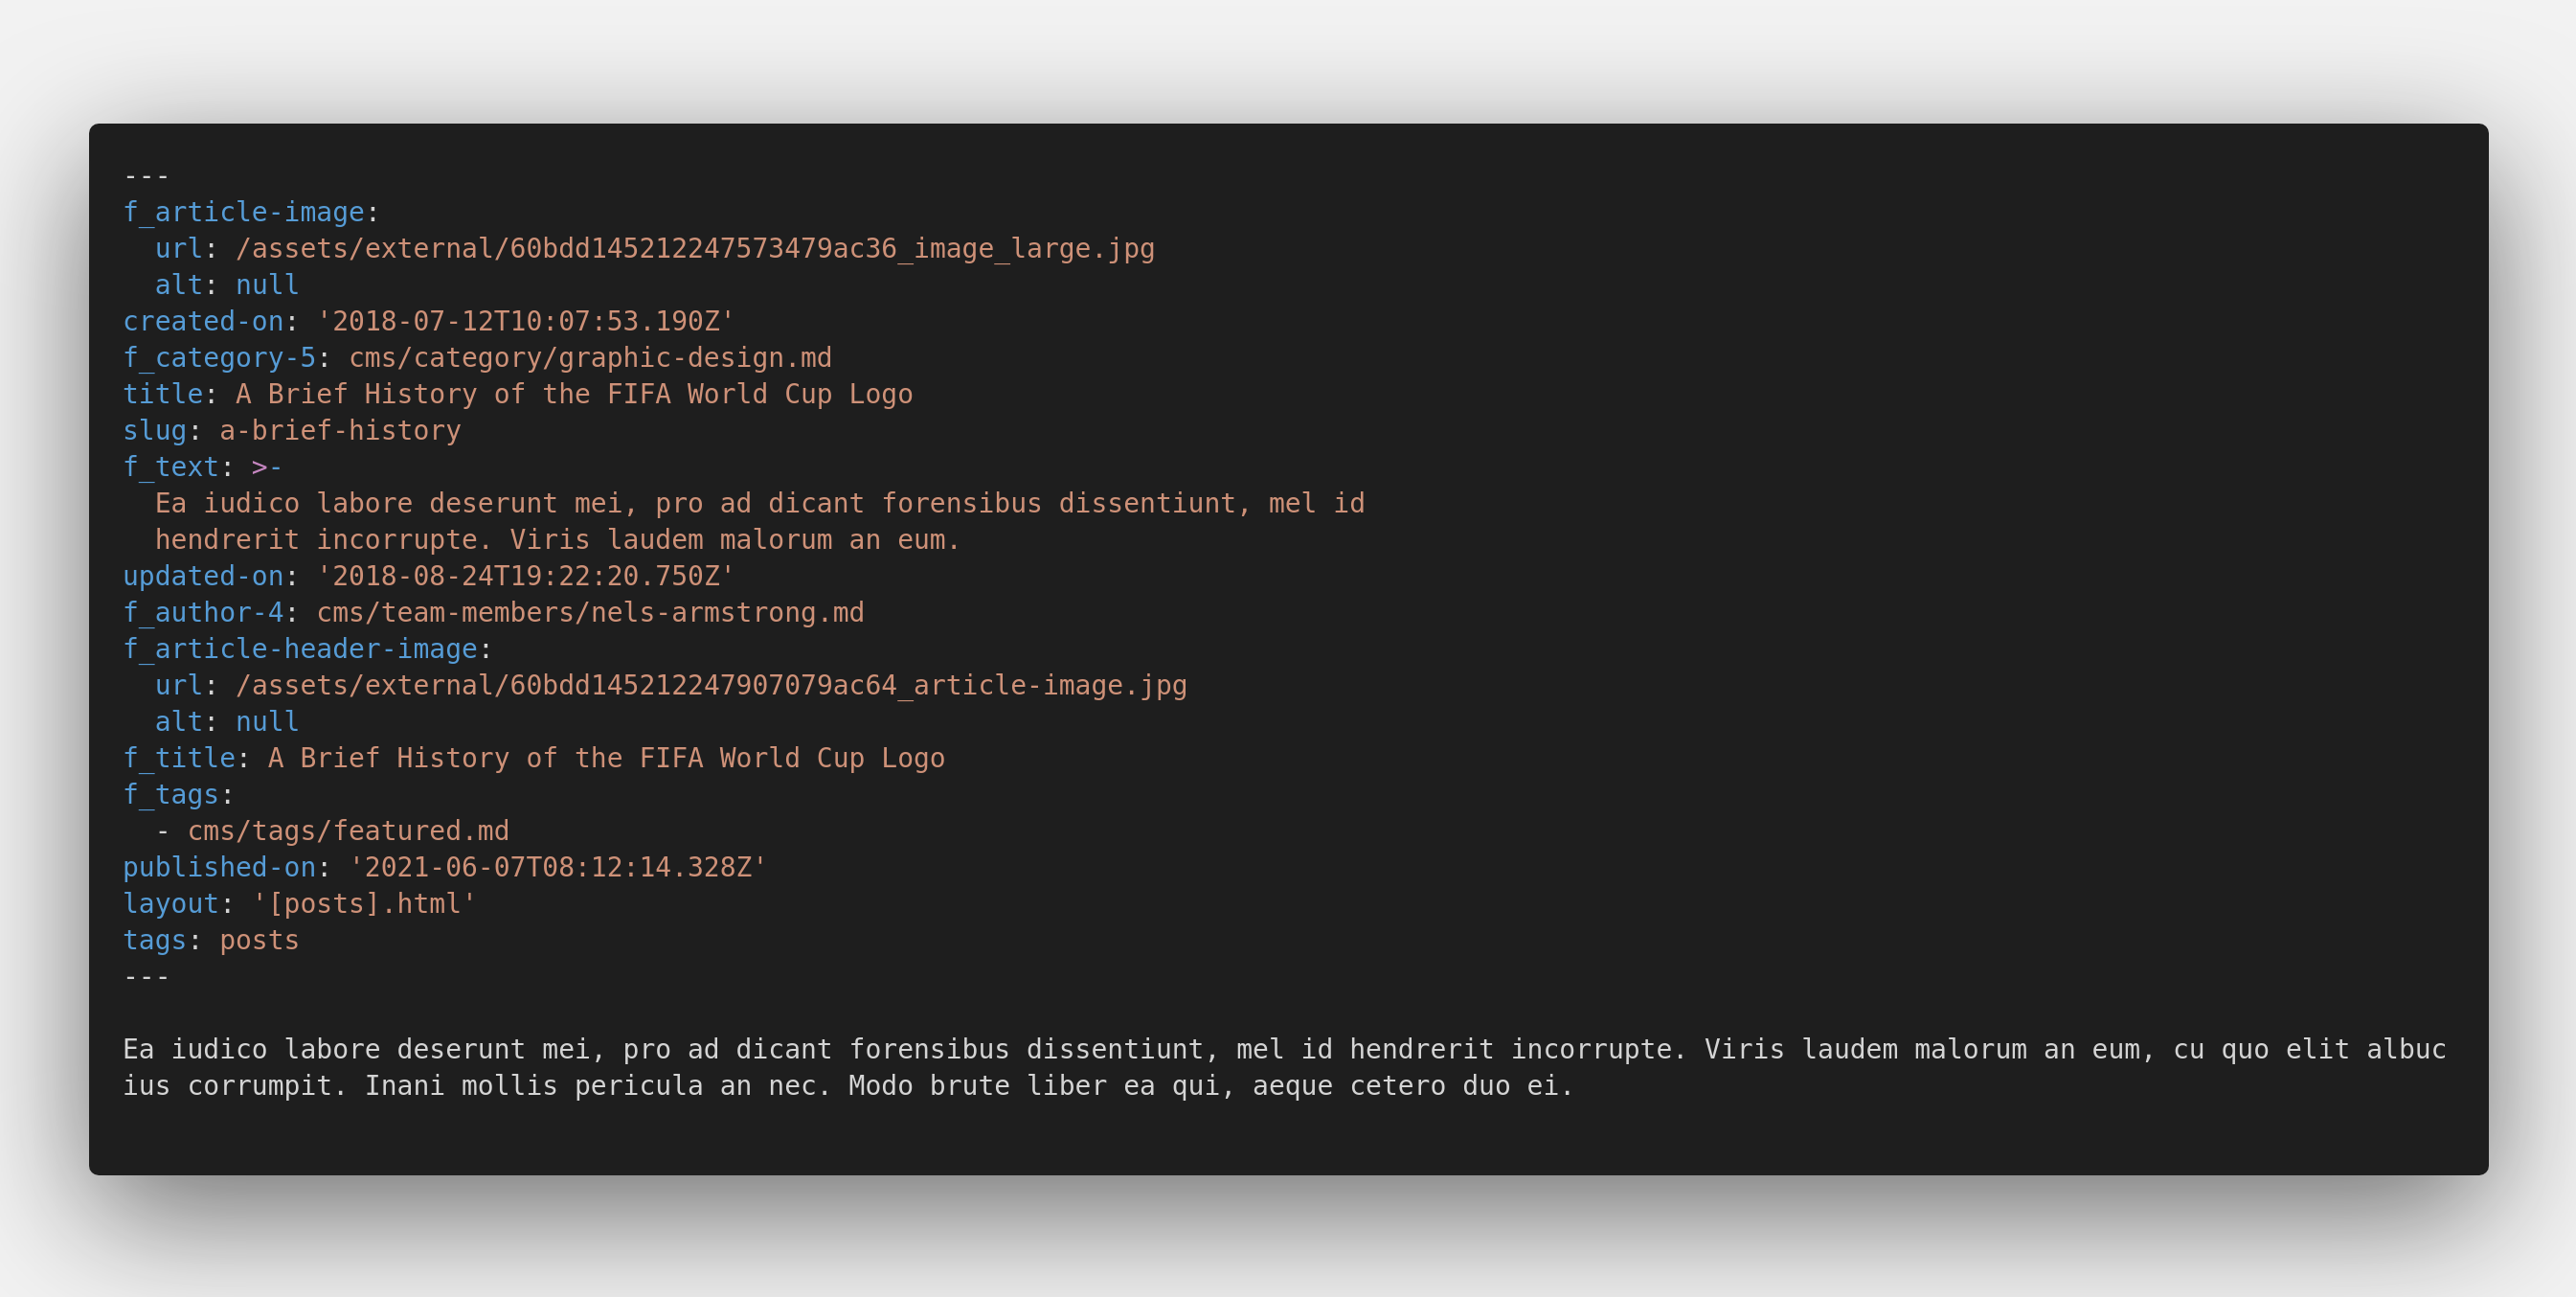 ---
f_article-image:
  url: /assets/external/60bdd145212247573479ac36_image_large.jpg
  alt: null
created-on: '2018-07-12T10:07:53.190Z'
f_category-5: cms/category/graphic-design.md
title: A Brief History of the FIFA World Cup Logo
slug: a-brief-history
f_text: >-
  Ea iudico labore deserunt mei, pro ad dicant forensibus dissentiunt, mel id
  hendrerit incorrupte. Viris laudem malorum an eum.
updated-on: '2018-08-24T19:22:20.750Z'
f_author-4: cms/team-members/nels-armstrong.md
f_article-header-image:
  url: /assets/external/60bdd145212247907079ac64_article-image.jpg
  alt: null
f_title: A Brief History of the FIFA World Cup Logo
f_tags:
  - cms/tags/featured.md
published-on: '2021-06-07T08:12:14.328Z'
layout: '[posts].html'
tags: posts
---

Ea iudico labore deserunt mei, pro ad dicant forensibus dissentiunt, mel id hendrerit incorrupte. Viris laudem malorum an eum, cu quo elit albuc
ius corrumpit. Inani mollis pericula an nec. Modo brute liber ea qui, aeque cetero duo ei.